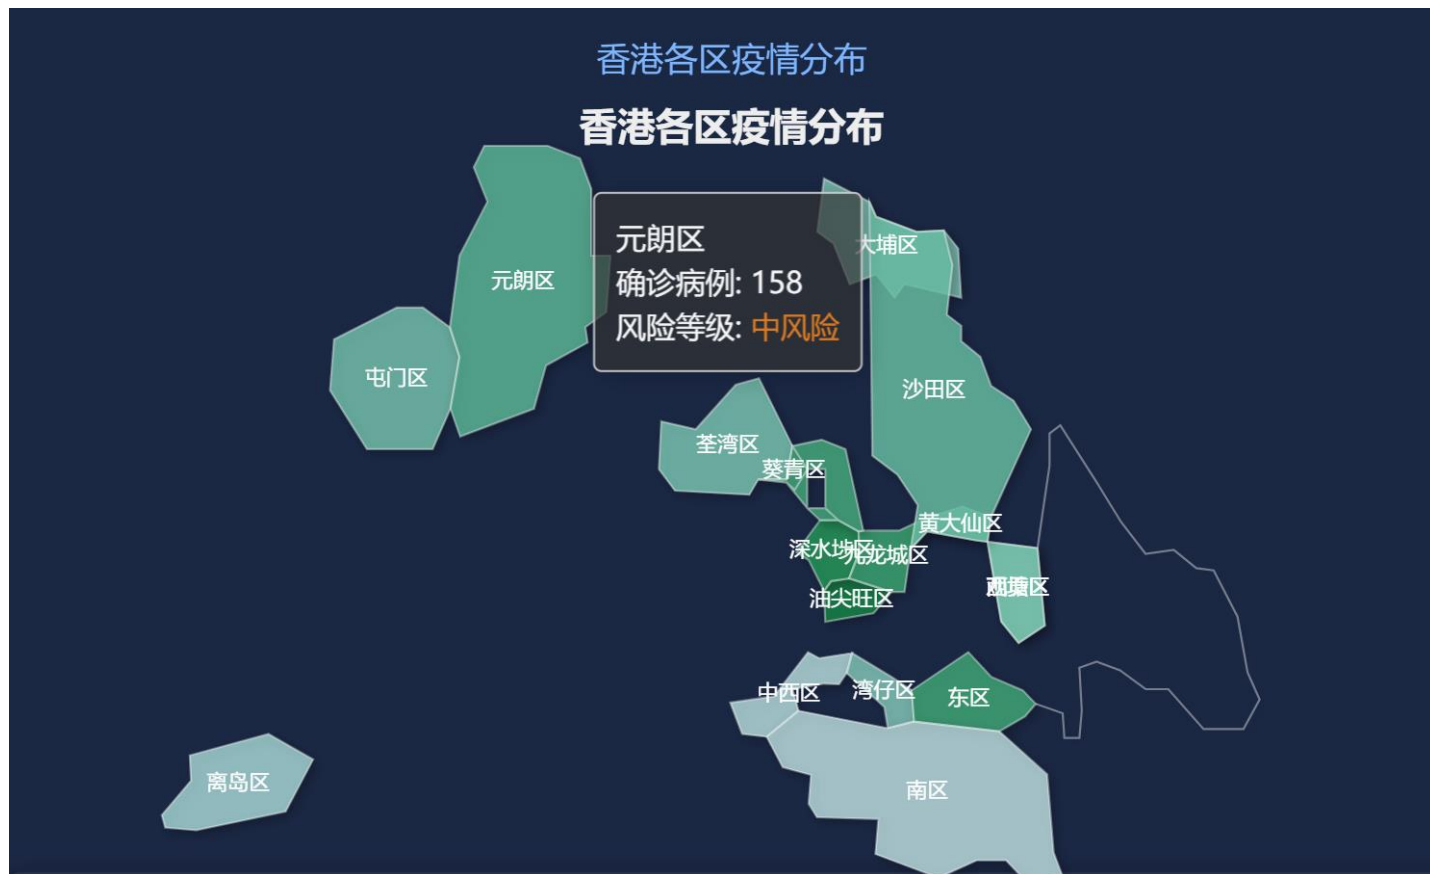 香港各区疫情分布
香港各区疫情分布
元朗区
确诊病例: 158
风险等级: 中风险
大埔区
元朗区
屯门区
沙田区
荃湾区
葵青区
黄大仙区
深水埗区
九龙城区
油尖旺区
中西区
湾仔区
东区
离岛区
南区